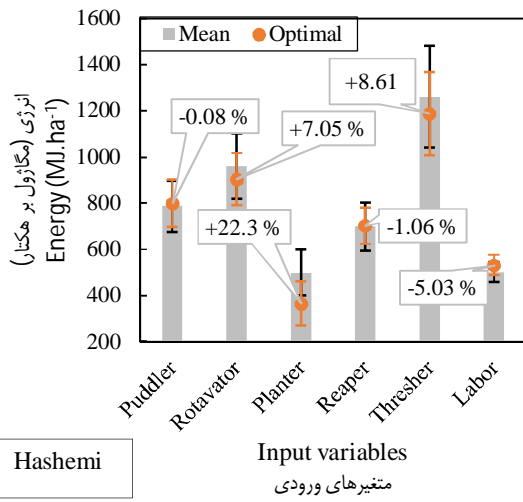 1600
1400
1200
1000
800
600
400
200
انرژی (مگاژول بر هکتار)
Energy (MJ.ha⁻¹)
Mean
Optimal
-0.08 %
+7.05 %
+22.3 %
-1.06 %
+8.61
-5.03 %
Puddler
Rotavator
Planter
Reaper
Thresher
Labor
Hashemi
Input variables
متغیرهای ورودی